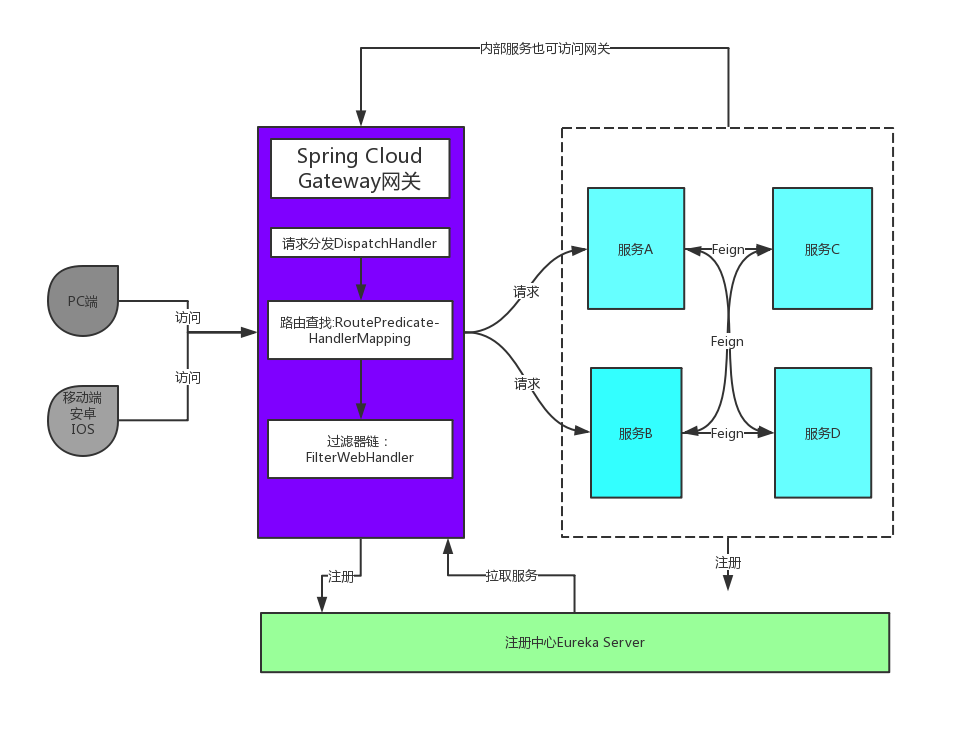 内部服务也可访问网关
Spring Cloud
Gateway网关
请求分发DispatchHandler
路由查找:RoutePredicate-
HandlerMapping
过滤器链：
FilterWebHandler
PC端
访问
访问
移动端
安卓
IOS
请求
请求
服务A
Feign
服务C
Feign
服务B
Feign
服务D
注册
拉取服务
注册
注册中心Eureka Server